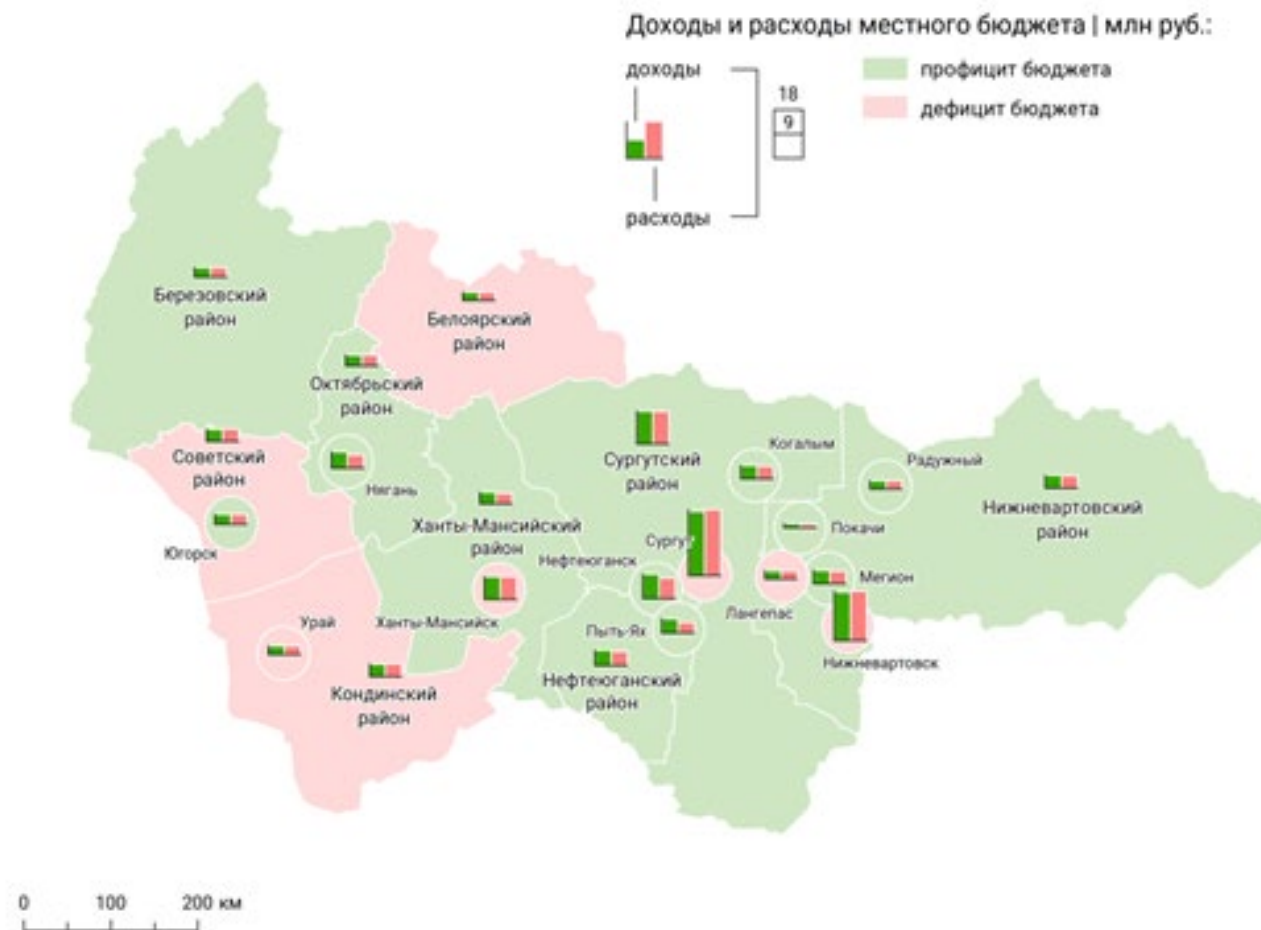 Доходы и расходы местного бюджета | млн руб.:
доходы
18
9
расходы
профицит бюджета
дефицит бюджета
Березовский
район
Белоярский
район
Октябрьский
район
Советский
район
Нягань
Югорск
Ханты-Мансийский
район
Сургутский
район
Когалым
Радужный
Нижневартовский
район
Покачи
Сургут
Нефтеюганск
Мегион
Лангепас
Нижневартовск
Урай
Ханты-Мансийск
Пыть-Ях
Нефтеюганский
район
Кондинский
район
0 100 200 км